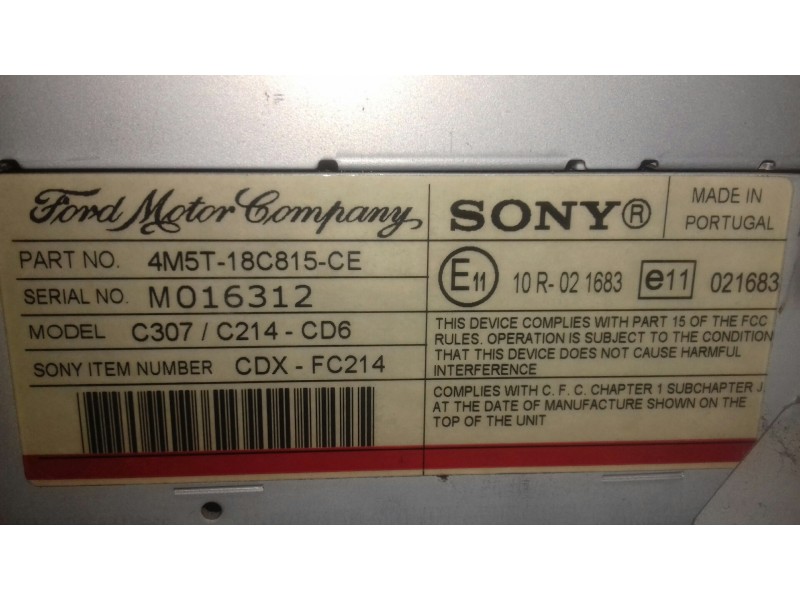 Ford Motor Company
PART NO. 4M5T-18C815-CE
SERIAL NO. M016312
MODEL C307 / C214 - CD6
SONY ITEM NUMBER CDX - FC214
SONY®
MADE IN
PORTUGAL
E11 10 R- 02 1683 e11 021683
THIS DEVICE COMPLIES WITH PART 15 OF THE FCC
RULES. OPERATION IS SUBJECT TO THE CONDITION
THAT THIS DEVICE DOES NOT CAUSE HARMFUL
INTERFERENCE
COMPLIES WITH C. F. C. CHAPTER 1 SUBCHAPTER J.
AT THE DATE OF MANUFACTURE SHOWN ON THE
TOP OF THE UNIT